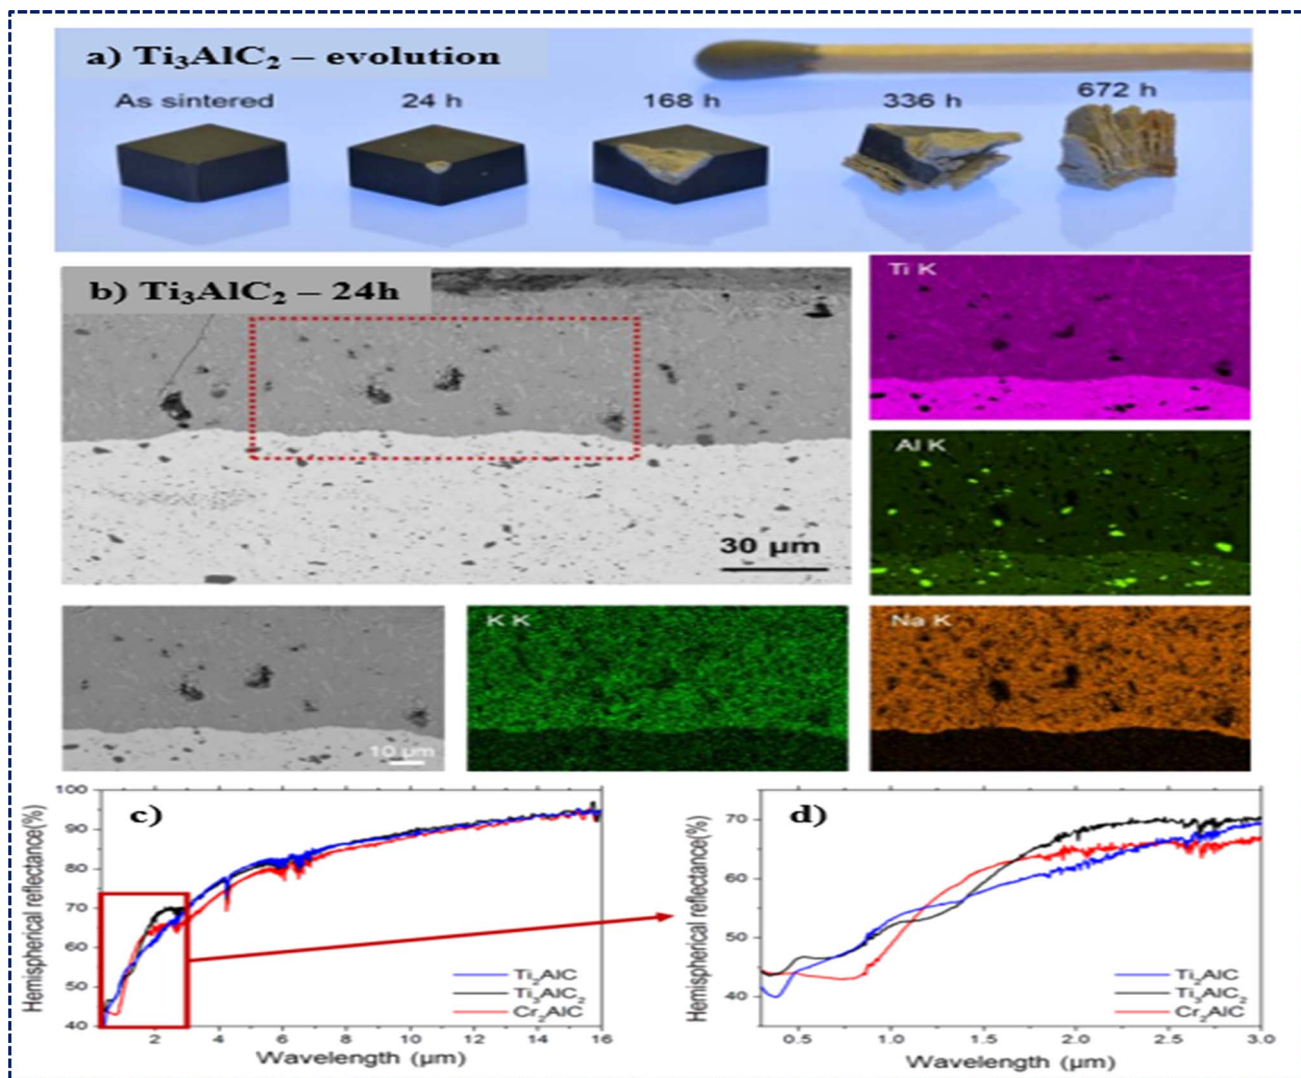 a) Ti₃AlC₂ – evolution
As sintered
24 h
168 h
336 h
672 h
b) Ti₃AlC₂ – 24h
30 µm
Ti K
Al K
10 µm
K K
Na K
c)
Hemispherical reflectance(%)
100
90
80
70
60
50
40
2 4 6 8 10 12 14 16
Wavelength (µm)
Ti₂AlC
Ti₃AlC₂
Cr₂AlC
d)
Hemispherical reflectance(%)
70
60
50
40
0.5 1.0 1.5 2.0 2.5 3.0
Wavelength (µm)
Ti₂AlC
Ti₃AlC₂
Cr₂AlC